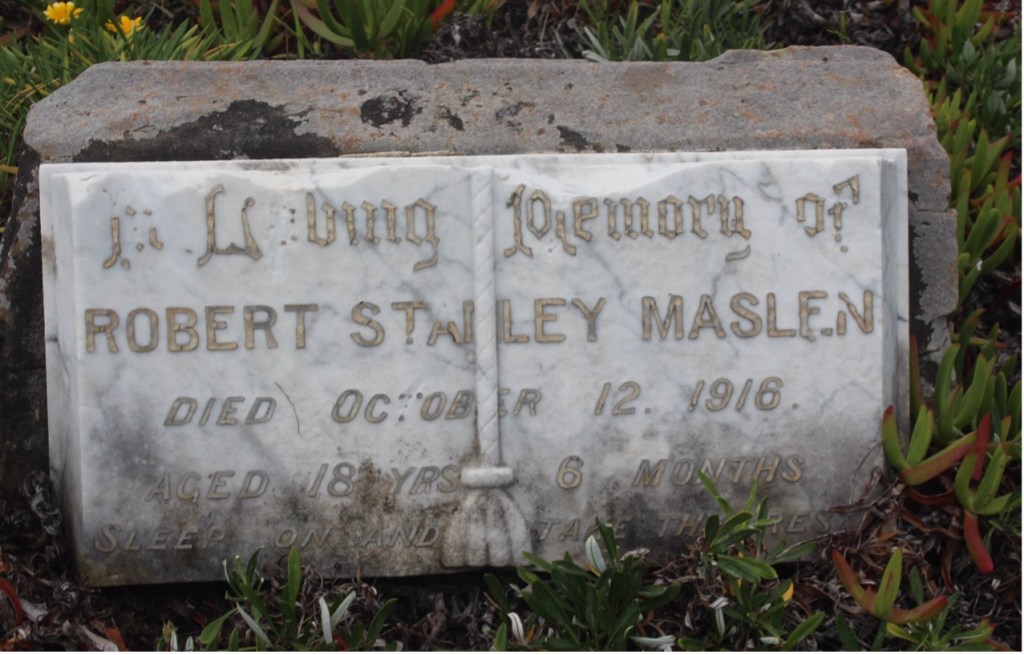 In Loving Memory of
ROBERT STANLEY MASLEN
DIED OCTOBER 12. 1916.
AGED 18 YRS 6 MONTHS
SLEEP ON AND TAKE THY REST